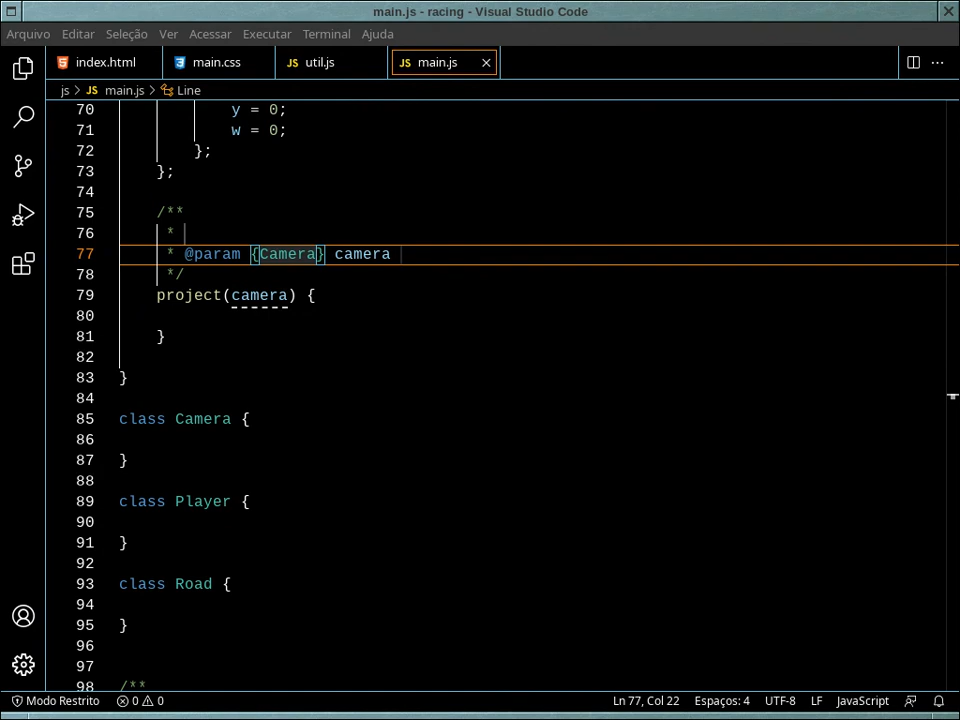 main.js - racing - Visual Studio Code
Arquivo Editar Seleção Ver Acessar Executar Terminal Ajuda
index.html main.css JS util.js JS main.js
js > JS main.js > Line
70 y = 0;
71 w = 0;
72 };
73 };
74
75 /**
76 *
77 * @param {Camera} camera
78 */
79 project(camera) {
80
81 }
82
83 }
84
85 class Camera {
86
87 }
88
89 class Player {
90
91 }
92
93 class Road {
94
95 }
96
97
98 /**
Modo Restrito 0 0 Ln 77, Col 22 Espaços: 4 UTF-8 LF JavaScript